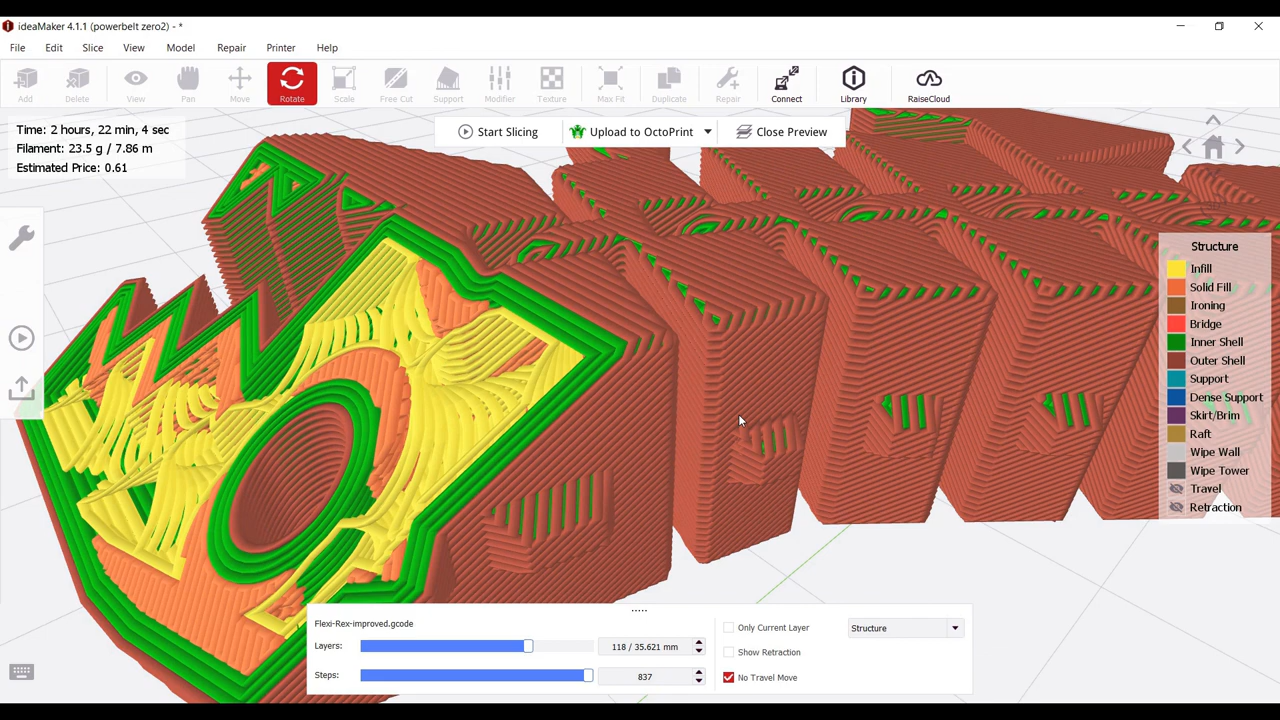 ideaMaker 4.1.1 (powerbelt zero2) - *
File Edit Slice View Model Repair Printer Help
Add Delete View Pan Move Rotate Scale Free Cut Support Modifier Texture Max Fit Duplicate Repair Connect Library RaiseCloud
Time: 2 hours, 22 min, 4 sec
Filament: 23.5 g / 7.86 m
Estimated Price: 0.61
Start Slicing Upload to OctoPrint Close Preview
Structure
Infill
Solid Fill
Ironing
Bridge
Inner Shell
Outer Shell
Support
Dense Support
Skirt/Brim
Raft
Wipe Wall
Wipe Tower
Travel
Retraction
Flexi-Rex-improved.gcode
Layers: 118 / 35.621 mm
Steps: 837
Only Current Layer Structure
Show Retraction
No Travel Move